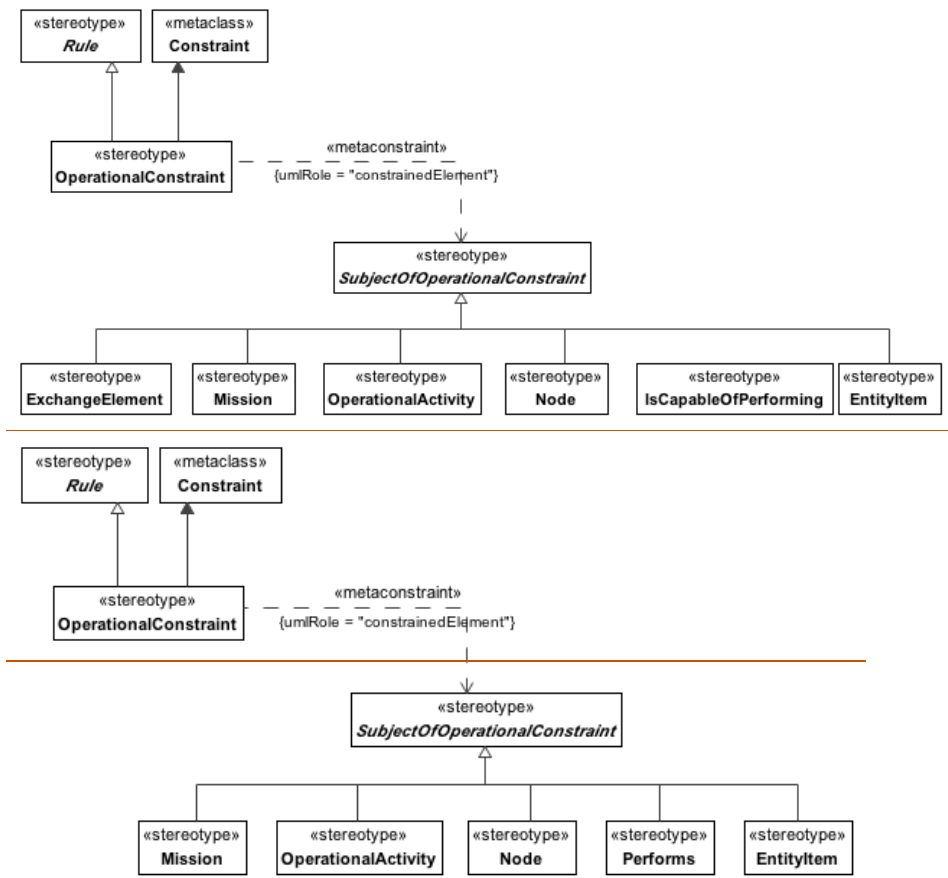 «stereotype»
Rule
«metaclass»
Constraint
«stereotype»
OperationalConstraint
«metaconstraint»
{umlRole = "constrainedElement"}
«stereotype»
SubjectOfOperationalConstraint
«stereotype»
ExchangeElement
«stereotype»
Mission
«stereotype»
OperationalActivity
«stereotype»
Node
«stereotype»
IsCapableOfPerforming
«stereotype»
EntityItem
«stereotype»
Rule
«metaclass»
Constraint
«stereotype»
OperationalConstraint
«metaconstraint»
{umlRole = "constrainedElement"}
«stereotype»
SubjectOfOperationalConstraint
«stereotype»
Mission
«stereotype»
OperationalActivity
«stereotype»
Node
«stereotype»
Performs
«stereotype»
EntityItem